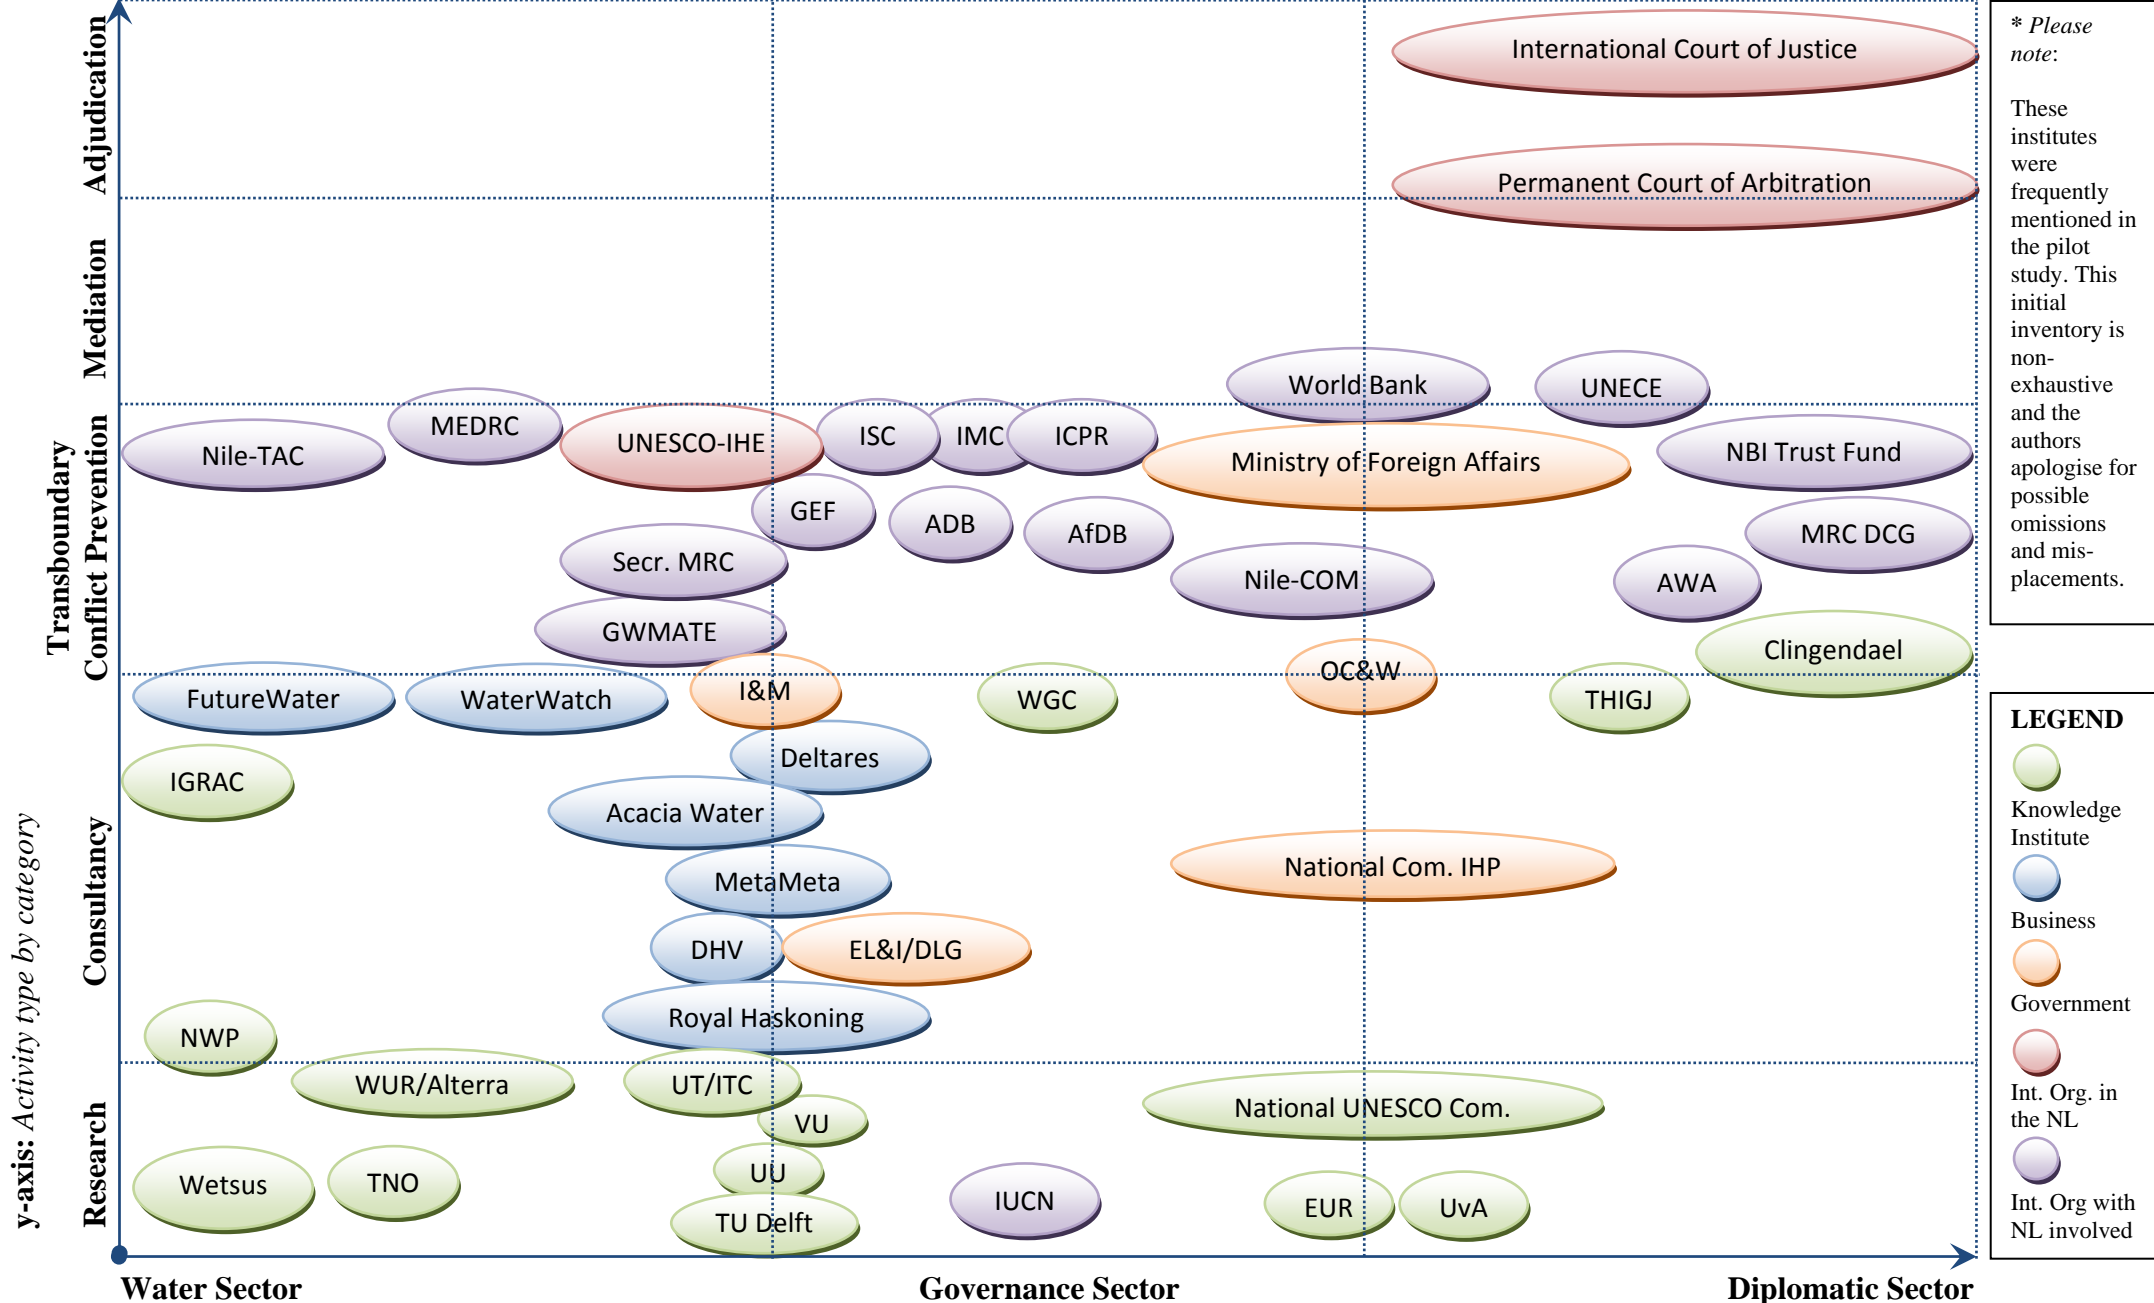 Adjudication
Mediation
Transboundary
Conflict Prevention
Consultancy
Research
y-axis: Activity type by category
International Court of Justice
Permanent Court of Arbitration
World Bank
UNECE
MEDRC
Nile-TAC
UNESCO-IHE
ISC
IMC
ICPR
Ministry of Foreign Affairs
NBI Trust Fund
GEF
ADB
AfDB
MRC DCG
Secr. MRC
Nile-COM
AWA
GWMATE
Clingendael
OC&W
FutureWater
WaterWatch
I&M
WGC
THIGJ
Deltares
IGRAC
Acacia Water
MetaMeta
National Com. IHP
DHV
EL&I/DLG
Royal Haskoning
NWP
WUR/Alterra
UT/ITC
National UNESCO Com.
VU
UU
Wetsus
TNO
IUCN
EUR
UvA
TU Delft
Water Sector
Governance Sector
Diplomatic Sector
* Please
note:
These
institutes
were
frequently
mentioned in
the pilot
study. This
initial
inventory is
non-
exhaustive
and the
authors
apologise for
possible
omissions
and mis-
placements.
LEGEND
Knowledge
Institute
Business
Government
Int. Org. in
the NL
Int. Org with
NL involved